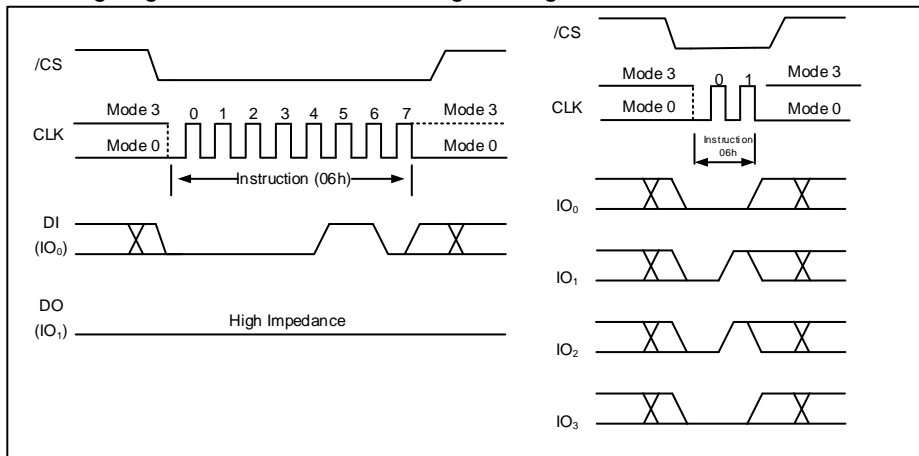 /CS
Mode 3 0 1 2 3 4 5 6 7 Mode 3
CLK
Mode 0 Mode 0
Instruction (06h)
DI
(IO0)
DO
(IO1)
High Impedance
/CS
Mode 3 0 1 Mode 3
CLK
Mode 0 Mode 0
Instruction
06h
IO0
IO1
IO2
IO3